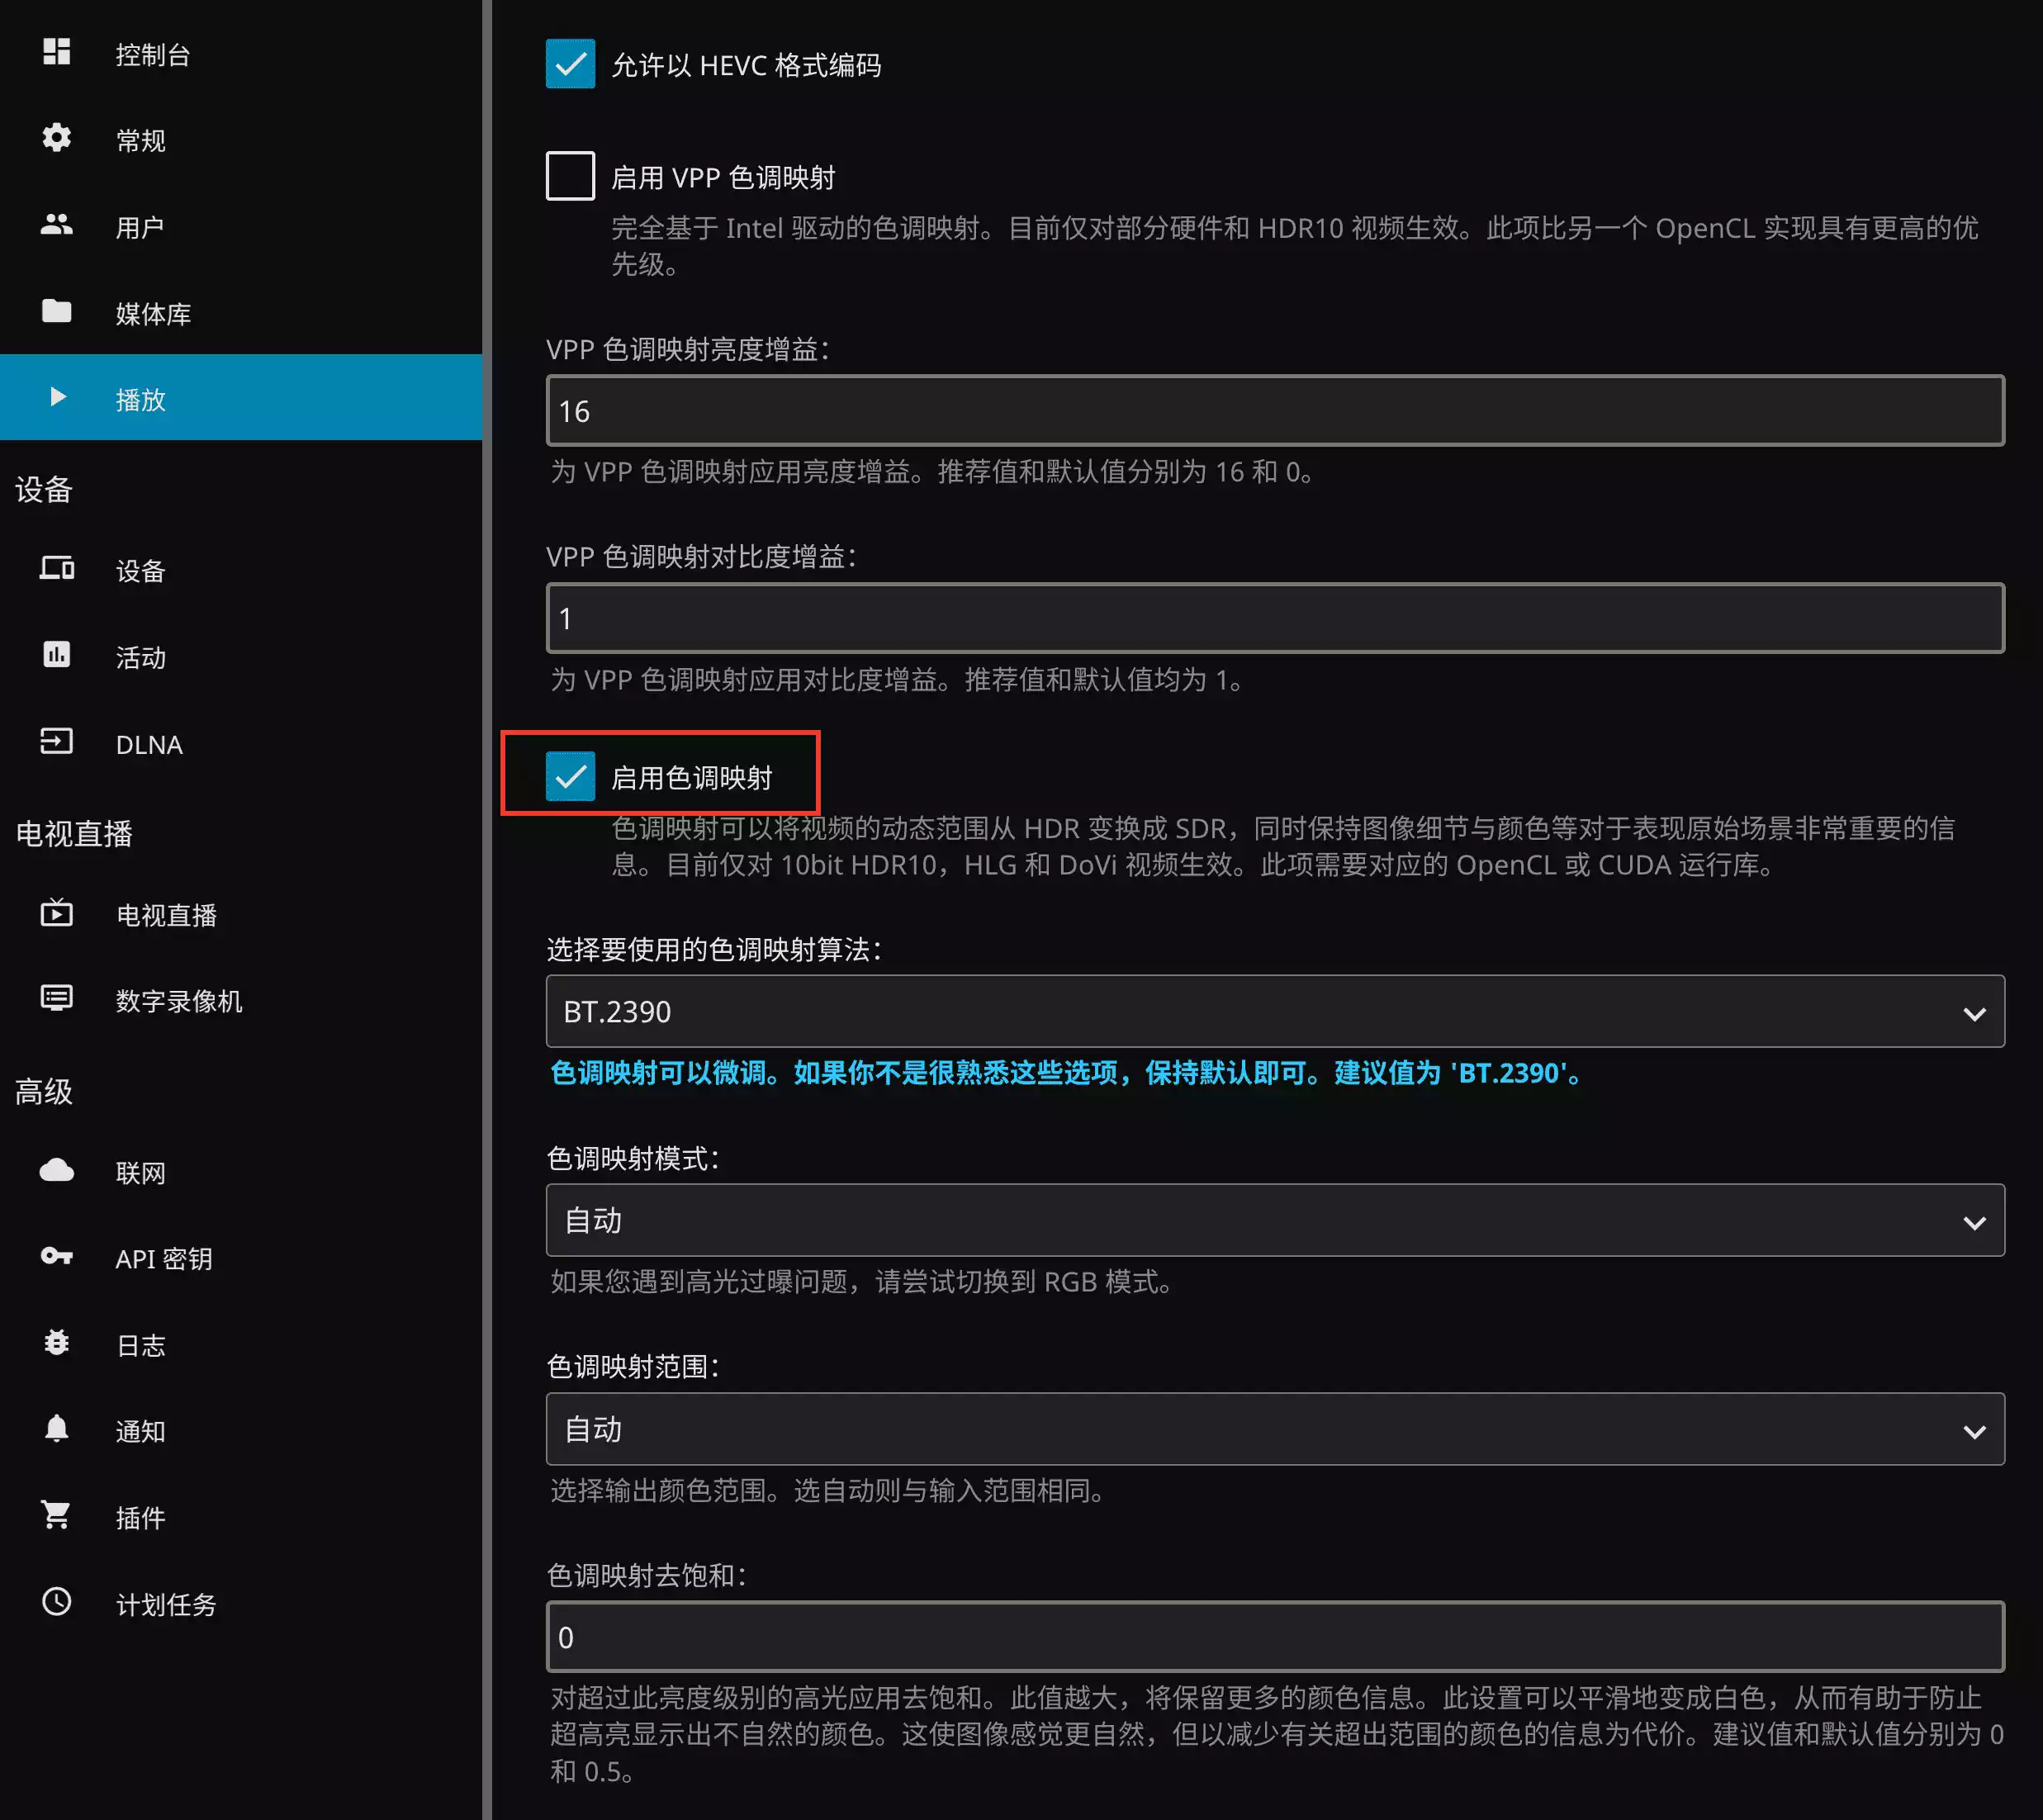 控制台
常规
用户
媒体库
播放
设备
设备
活动
DLNA
电视直播
电视直播
数字录像机
高级
联网
API 密钥
日志
通知
插件
计划任务
允许以 HEVC 格式编码
启用 VPP 色调映射
完全基于 Intel 驱动的色调映射。目前仅对部分硬件和 HDR10 视频生效。此项比另一个 OpenCL 实现具有更高的优
先级。
VPP 色调映射亮度增益：
16
为 VPP 色调映射应用亮度增益。推荐值和默认值分别为 16 和 0。
VPP 色调映射对比度增益：
1
为 VPP 色调映射应用对比度增益。推荐值和默认值均为 1。
启用色调映射
色调映射可以将视频的动态范围从 HDR 变换成 SDR，同时保持图像细节与颜色等对于表现原始场景非常重要的信
息。目前仅对 10bit HDR10，HLG 和 DoVi 视频生效。此项需要对应的 OpenCL 或 CUDA 运行库。
选择要使用的色调映射算法：
BT.2390
色调映射可以微调。如果你不是很熟悉这些选项，保持默认即可。建议值为 'BT.2390'。
色调映射模式：
自动
如果您遇到高光过曝问题，请尝试切换到 RGB 模式。
色调映射范围：
自动
选择输出颜色范围。选自动则与输入范围相同。
色调映射去饱和：
0
对超过此亮度级别的高光应用去饱和。此值越大，将保留更多的颜色信息。此设置可以平滑地变成白色，从而有助于防止
超高亮显示出不自然的颜色。这使图像感觉更自然，但以减少有关超出范围的颜色的信息为代价。建议值和默认值分别为 0
和 0.5。